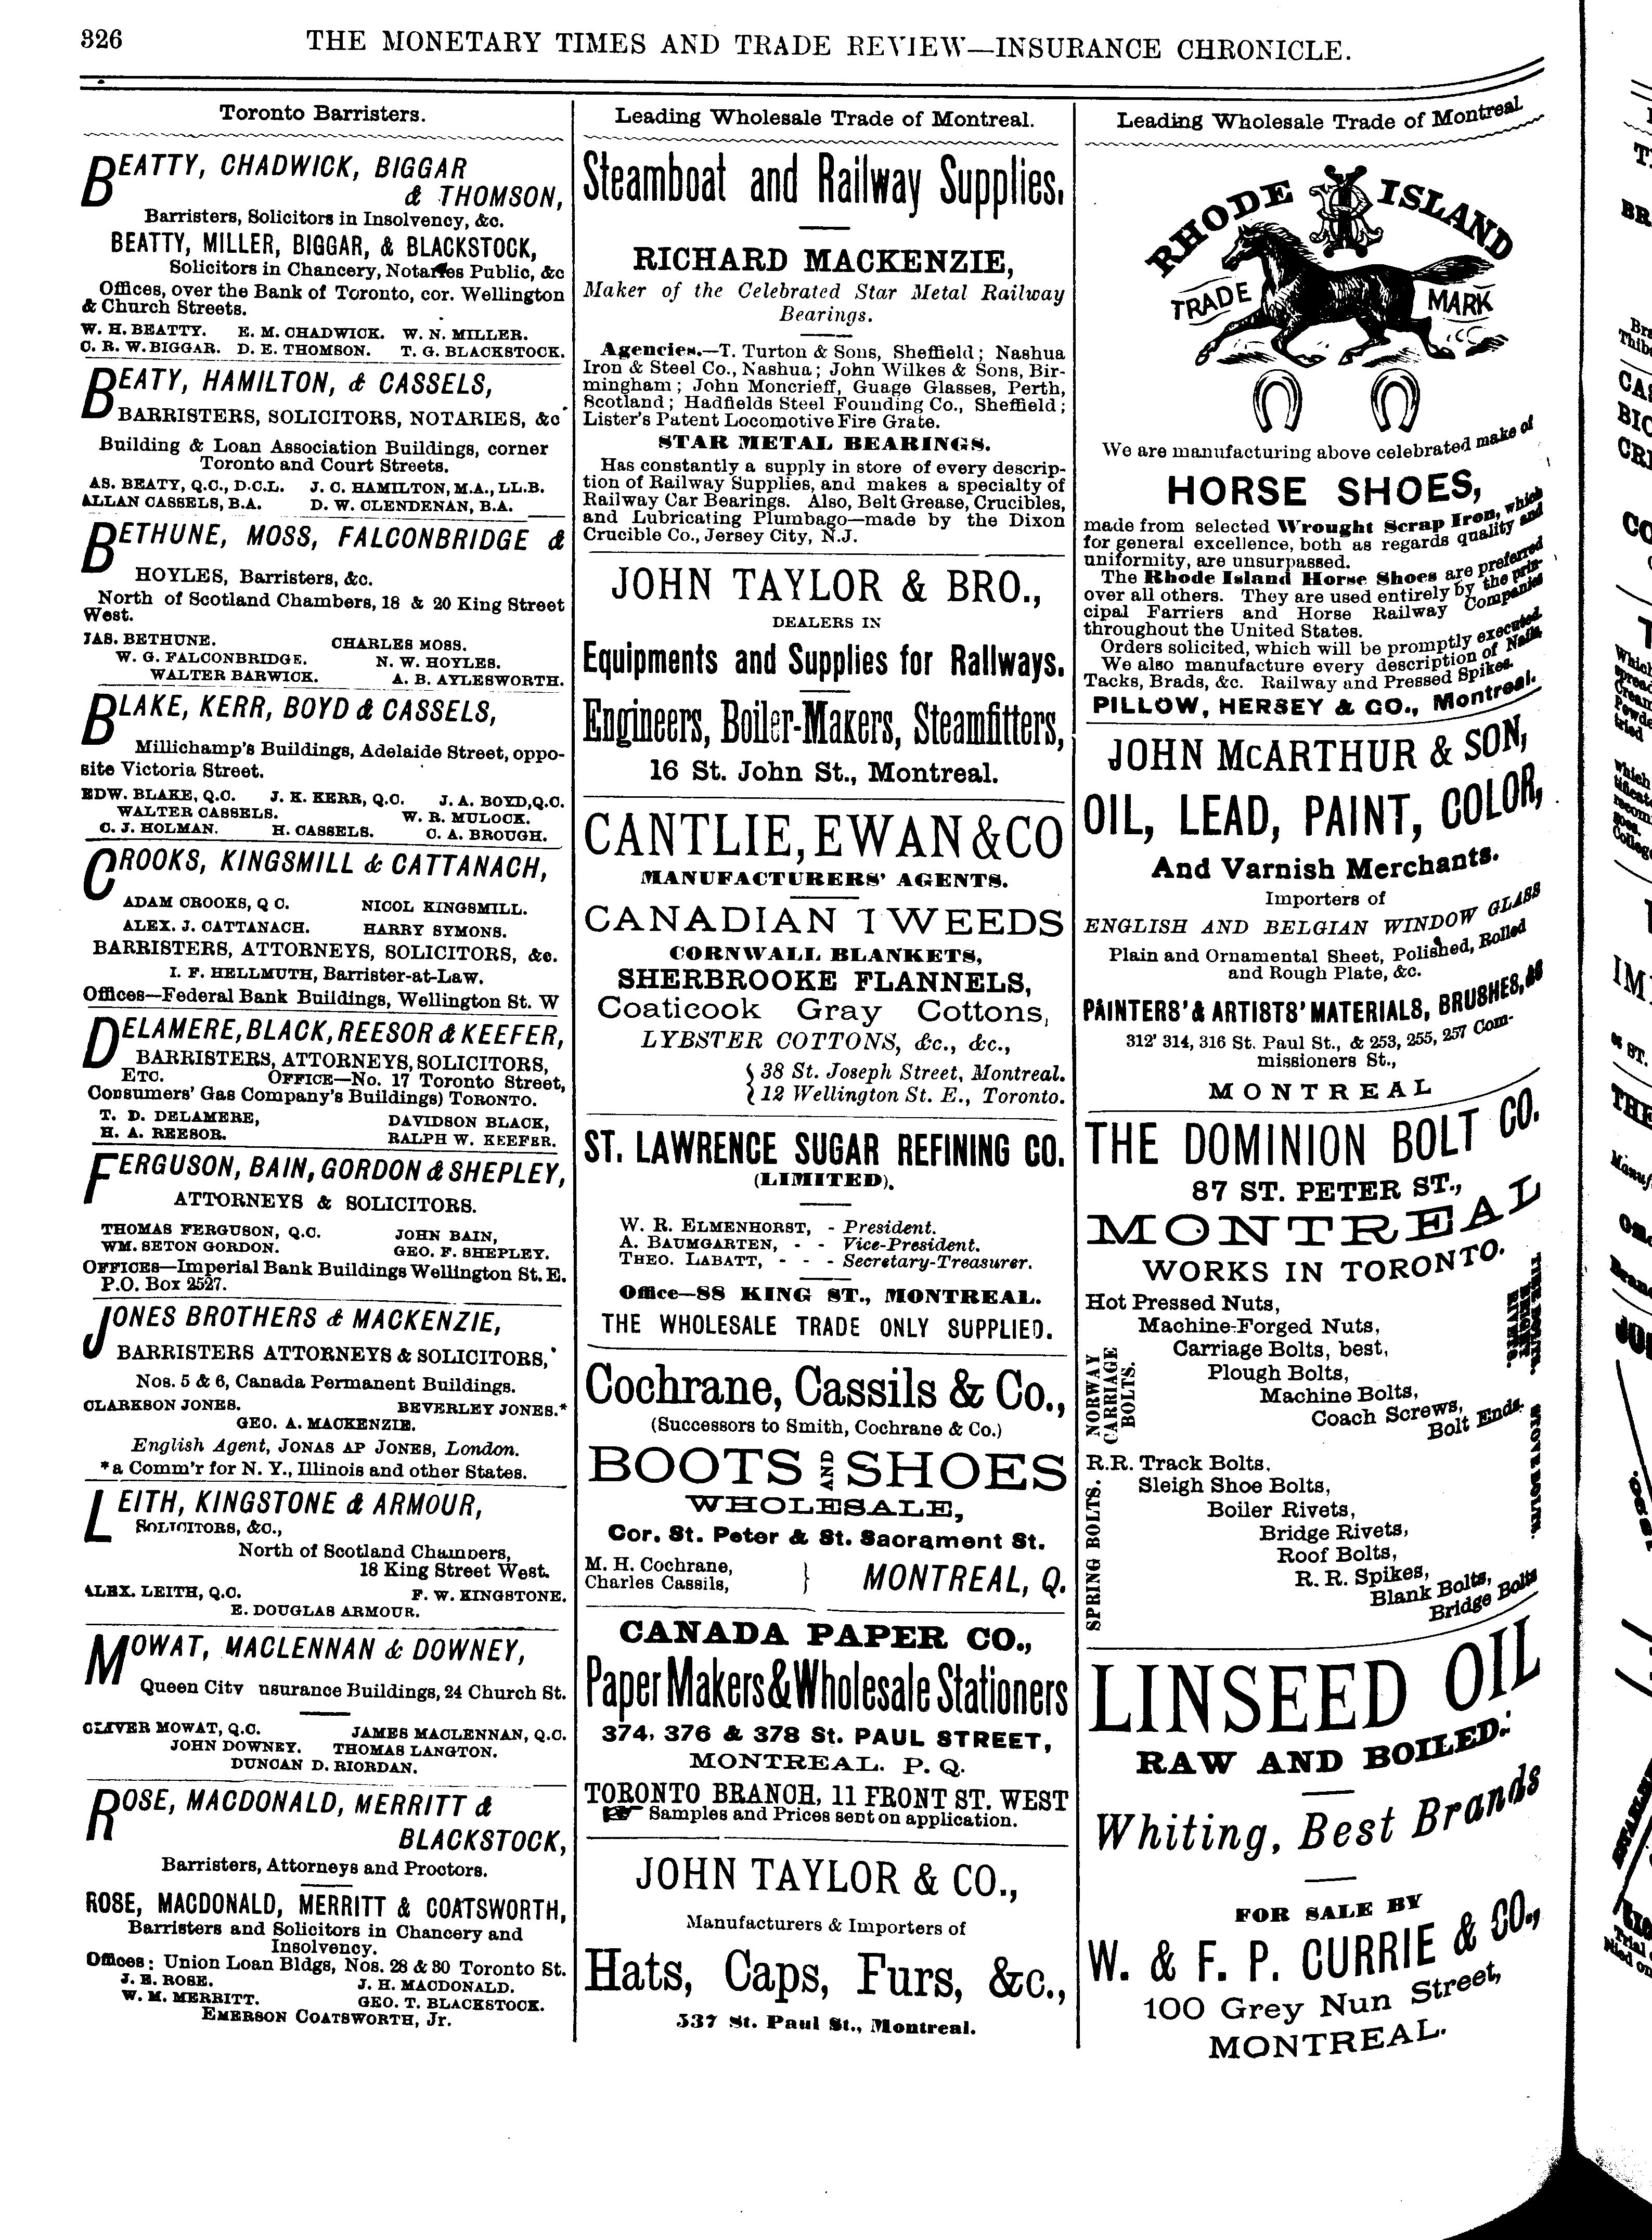 326
THE MONETARY TIMES AND TRADE REVIEW—INSURANCE CHRONICLE.
Toronto Barristers.
BEATTY, CHADWICK, BIGGAR
& THOMSON,
Barristers, Solicitors in Insolvency, &c.
BEATTY, MILLER, BIGGAR, & BLACKSTOCK,
Solicitors in Chancery, Notaries Public, &c
Offices, over the Bank of Toronto, cor. Wellington
& Church Streets.
W. H. BEATTY. E. M. CHADWICK. W. N. MILLER.
C. R. W. BIGGAR. D. E. THOMSON. T. G. BLACKSTOCK.
BEATY, HAMILTON, & CASSELS,
BARRISTERS, SOLICITORS, NOTARIES, &c
Building & Loan Association Buildings, corner
Toronto and Court Streets.
AS. BEATY, Q.C., D.C.L. J. C. HAMILTON, M.A., LL.B.
ALLAN CASSELS, B.A. D. W. CLENDENAN, B.A.
BETHUNE, MOSS, FALCONBRIDGE &
HOYLES, Barristers, &c.
North of Scotland Chambers, 18 & 20 King Street
West.
JAS. BETHUNE. CHARLES MOSS.
W. G. FALCONBRIDGE. N. W. HOYLES.
WALTER BARWICK. A. B. AYLESWORTH.
BLAKE, KERR, BOYD & CASSELS,
Millichamp's Buildings, Adelaide Street, oppo-
site Victoria Street.
EDW. BLAKE, Q.C. J. K. KERR, Q.C. J. A. BOYD, Q.C.
WALTER CASSELS. W. R. MULOCK.
C. J. HOLMAN. H. CASSELS. C. A. BROUGH.
CROOKS, KINGSMILL & CATTANACH,
ADAM CROOKS, Q C. NICOL KINGSMILL.
ALEX. J. CATTANACH. HARRY SYMONS.
BARRISTERS, ATTORNEYS, SOLICITORS, &c.
I. F. HELLMUTH, Barrister-at-Law.
Offices—Federal Bank Buildings, Wellington St. W
DELAMERE, BLACK, REESOR & KEEFER,
BARRISTERS, ATTORNEYS, SOLICITORS,
ETC. OFFICE—No. 17 Toronto Street,
Consumers' Gas Company's Buildings) TORONTO.
T. D. DELAMERE, DAVIDSON BLACK,
H. A. REESOR. RALPH W. KEEFER.
FERGUSON, BAIN, GORDON & SHEPLEY,
ATTORNEYS & SOLICITORS.
THOMAS FERGUSON, Q.C. JOHN BAIN,
WM. SETON GORDON. GEO. F. SHEPLEY.
OFFICES—Imperial Bank Buildings Wellington St. E.
P.O. Box 2527.
JONES BROTHERS & MACKENZIE,
BARRISTERS ATTORNEYS & SOLICITORS,
Nos. 5 & 6, Canada Permanent Buildings.
CLARKSON JONES. BEVERLEY JONES.*
GEO. A. MACKENZIE.
English Agent, JONAS AP JONES, London.
*a Comm'r for N. Y., Illinois and other States.
LEITH, KINGSTONE & ARMOUR,
SOLICITORS, &c.,
North of Scotland Chambers,
18 King Street West.
ALEX. LEITH, Q.C. F. W. KINGSTONE.
E. DOUGLAS ARMOUR.
MOWAT, MACLENNAN & DOWNEY,
Queen City nsurance Buildings, 24 Church St.
OLIVER MOWAT, Q.C. JAMES MACLENNAN, Q.C.
JOHN DOWNEY. THOMAS LANGTON.
DUNCAN D. RIORDAN.
ROSE, MACDONALD, MERRITT &
BLACKSTOCK,
Barristers, Attorneys and Proctors.
ROSE, MACDONALD, MERRITT & COATSWORTH,
Barristers and Solicitors in Chancery and
Insolvency.
Offices: Union Loan Bldgs, Nos. 28 & 30 Toronto St.
J. E. ROSE. J. H. MACDONALD.
W. M. MERRITT. GEO. T. BLACKSTOCK.
EMERSON COATSWORTH, Jr.
Leading Wholesale Trade of Montreal.
Steamboat and Railway Supplies.
RICHARD MACKENZIE,
Maker of the Celebrated Star Metal Railway
Bearings.
Agencies.—T. Turton & Sons, Sheffield; Nashua
Iron & Steel Co., Nashua; John Wilkes & Sons, Bir-
mingham; John Moncrieff, Guage Glasses, Perth,
Scotland; Hadfields Steel Founding Co., Sheffield;
Lister's Patent Locomotive Fire Grate.
STAR METAL BEARINGS.
Has constantly a supply in store of every descrip-
tion of Railway Supplies, and makes a specialty of
Railway Car Bearings. Also, Belt Grease, Crucibles,
and Lubricating Plumbago—made by the Dixon
Crucible Co., Jersey City, N.J.
JOHN TAYLOR & BRO.,
DEALERS IN
Equipments and Supplies for Railways.
Engineers, Boiler-Makers, Steamfitters,
16 St. John St., Montreal.
CANTLIE, EWAN & CO
MANUFACTURERS' AGENTS.
CANADIAN TWEEDS
CORNWALL BLANKETS,
SHERBROOKE FLANNELS,
Coaticook Gray Cottons,
LYBSTER COTTONS, &c., &c.,
38 St. Joseph Street, Montreal.
12 Wellington St. E., Toronto.
ST. LAWRENCE SUGAR REFINING CO.
(LIMITED).
W. R. ELMENHORST, - President.
A. BAUMGARTEN, - - Vice-President.
THEO. LABATT, - - - Secretary-Treasurer.
Office—88 KING ST., MONTREAL.
THE WHOLESALE TRADE ONLY SUPPLIED.
Cochrane, Cassils & Co.,
(Successors to Smith, Cochrane & Co.)
BOOTS AND SHOES
WHOLESALE,
Cor. St. Peter & St. Sacrament St.
M. H. Cochrane,
Charles Cassils, } MONTREAL, Q.
CANADA PAPER CO.,
Paper Makers & Wholesale Stationers
374, 376 & 378 St. PAUL STREET,
MONTREAL. P. Q.
TORONTO BRANCH, 11 FRONT ST. WEST
Samples and Prices sent on application.
JOHN TAYLOR & CO.,
Manufacturers & Importers of
Hats, Caps, Furs, &c.,
537 St. Paul St., Montreal.
Leading Wholesale Trade of Montreal.
RHODE ISLAND
TRADE MARK
We are manufacturing above celebrated make of
HORSE SHOES,
made from selected Wrought Scrap Iron, which
for general excellence, both as regards quality and
uniformity, are unsurpassed.
The Rhode Island Horse Shoes are preferred
over all others. They are used entirely by the prin-
cipal Farriers and Horse Railway Companies
throughout the United States.
Orders solicited, which will be promptly executed.
We also manufacture every description of Nails
Tacks, Brads, &c. Railway and Pressed Spikes.
PILLOW, HERSEY & CO., Montreal.
JOHN McARTHUR & SON,
OIL, LEAD, PAINT, COLOR,
And Varnish Merchants.
Importers of
ENGLISH AND BELGIAN WINDOW GLASS
Plain and Ornamental Sheet, Polished, Rolled
and Rough Plate, &c.
PAINTERS' & ARTISTS' MATERIALS, BRUSHES, &c
312' 314, 316 St. Paul St., & 253, 255, 257 Com-
missioners St.,
MONTREAL
THE DOMINION BOLT CO.
87 ST. PETER ST.,
MONTREAL
WORKS IN TORONTO.
Hot Pressed Nuts,
Machine-Forged Nuts,
Carriage Bolts, best,
Plough Bolts,
Machine Bolts,
Coach Screws,
Bolt Ends.
NORWAY CARRIAGE BOLTS.
TIRE BOLTS.
STOVE BOLTS.
R.R. Track Bolts.
Sleigh Shoe Bolts,
Boiler Rivets,
Bridge Rivets,
Roof Bolts,
R. R. Spikes,
Blank Bolts,
Bridge Bolts
SPRING BOLTS.
LINSEED OIL
RAW AND BOILED.
Whiting, Best Brands
FOR SALE BY
W. & F. P. CURRIE & CO.,
100 Grey Nun Street,
MONTREAL.